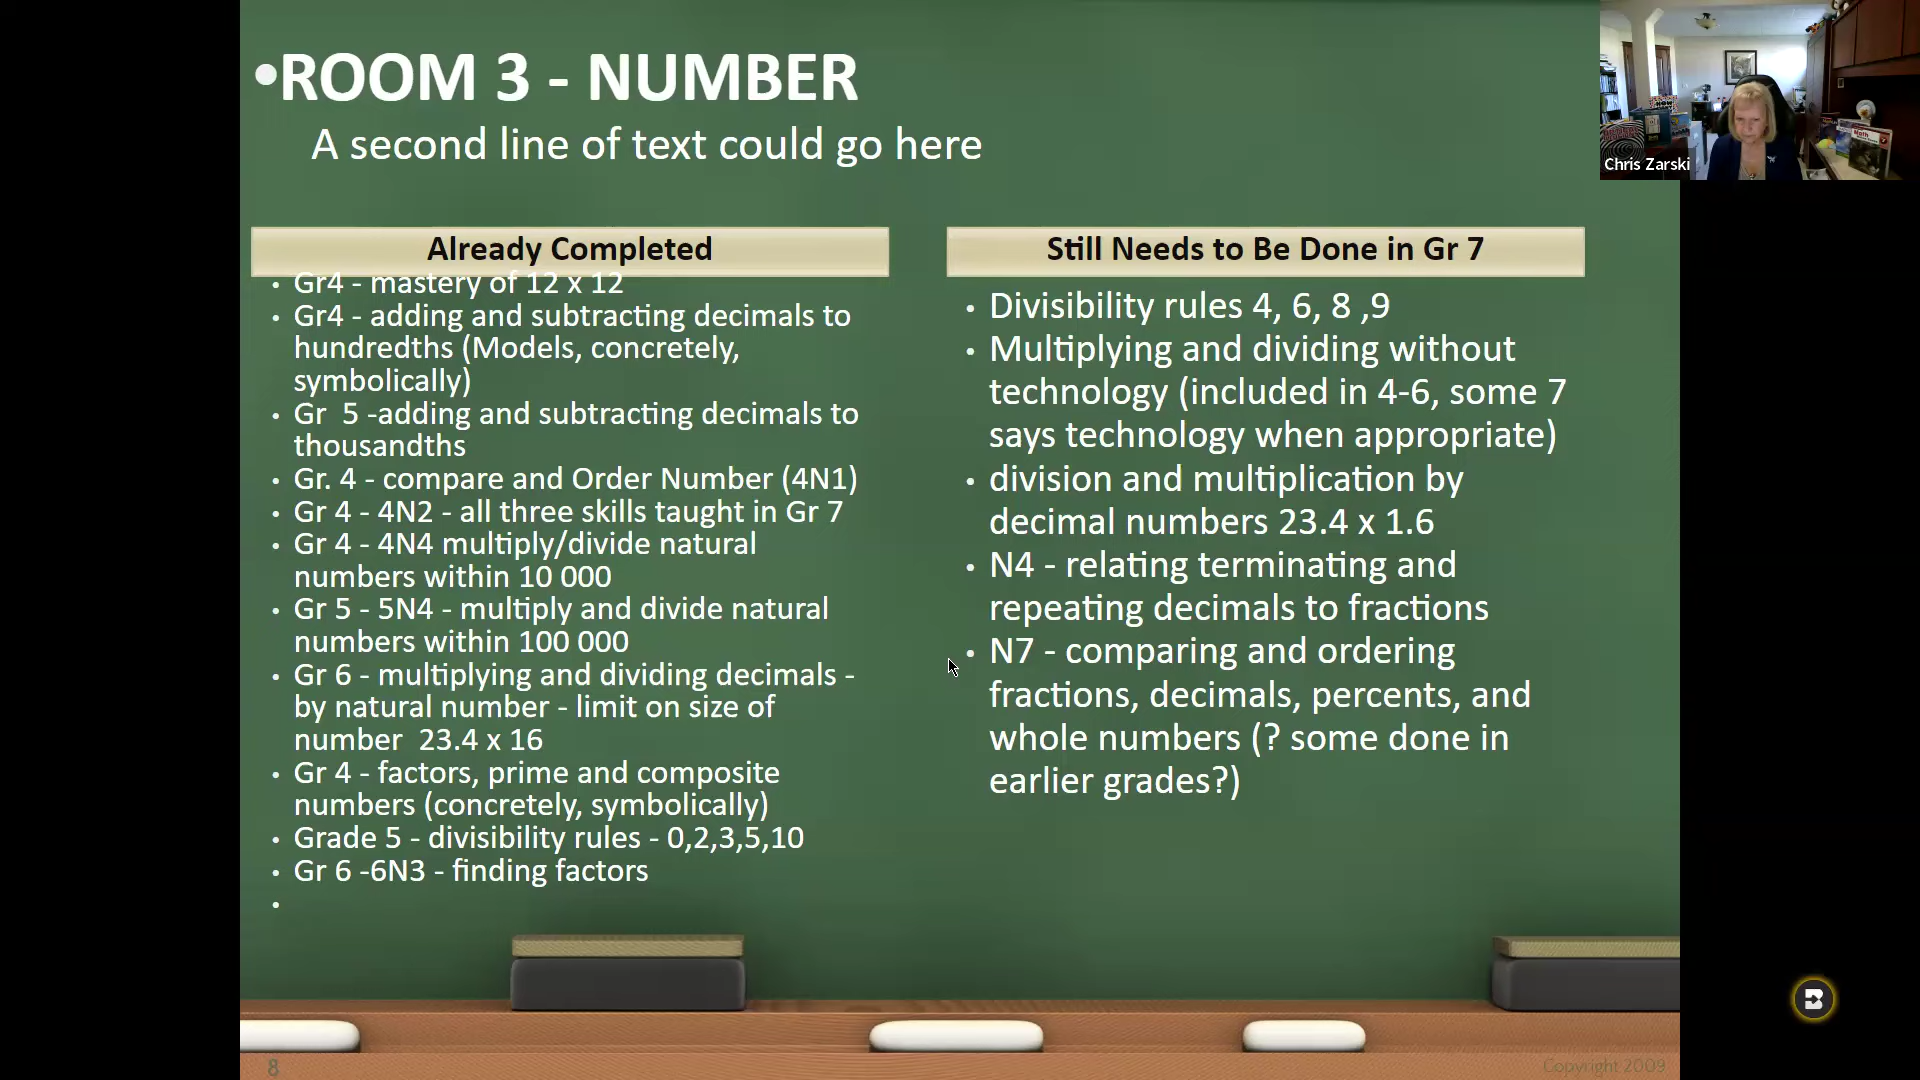 •ROOM 3 - NUMBER
A second line of text could go here
Chris Zarski
Already Completed
• Gr4 - mastery of 12 x 12
• Gr4 - adding and subtracting decimals to
hundredths (Models, concretely,
symbolically)
• Gr  5 -adding and subtracting decimals to
thousandths
• Gr. 4 - compare and Order Number (4N1)
• Gr 4 - 4N2 - all three skills taught in Gr 7
• Gr 4 - 4N4 multiply/divide natural
numbers within 10 000
• Gr 5 - 5N4 - multiply and divide natural
numbers within 100 000
• Gr 6 - multiplying and dividing decimals -
by natural number - limit on size of
number  23.4 x 16
• Gr 4 - factors, prime and composite
numbers (concretely, symbolically)
• Grade 5 - divisibility rules - 0,2,3,5,10
• Gr 6 -6N3 - finding factors
•
Still Needs to Be Done in Gr 7
• Divisibility rules 4, 6, 8 ,9
• Multiplying and dividing without
technology (included in 4-6, some 7
says technology when appropriate)
• division and multiplication by
decimal numbers 23.4 x 1.6
• N4 - relating terminating and
repeating decimals to fractions
• N7 - comparing and ordering
fractions, decimals, percents, and
whole numbers (? some done in
earlier grades?)
8
Copyright 2009